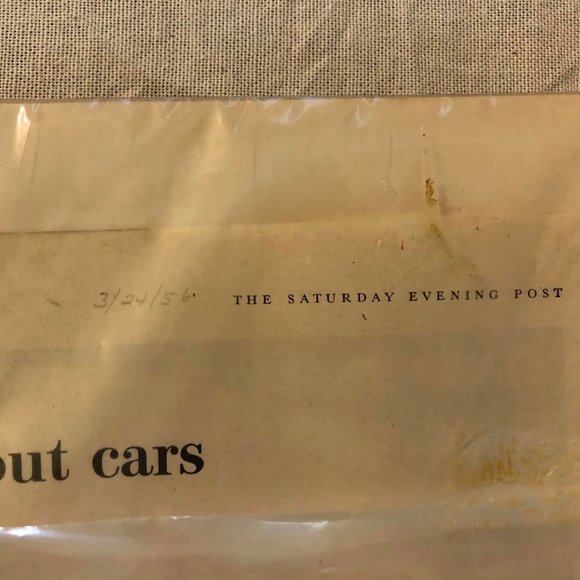 3/24/56 THE SATURDAY EVENING POST
out cars